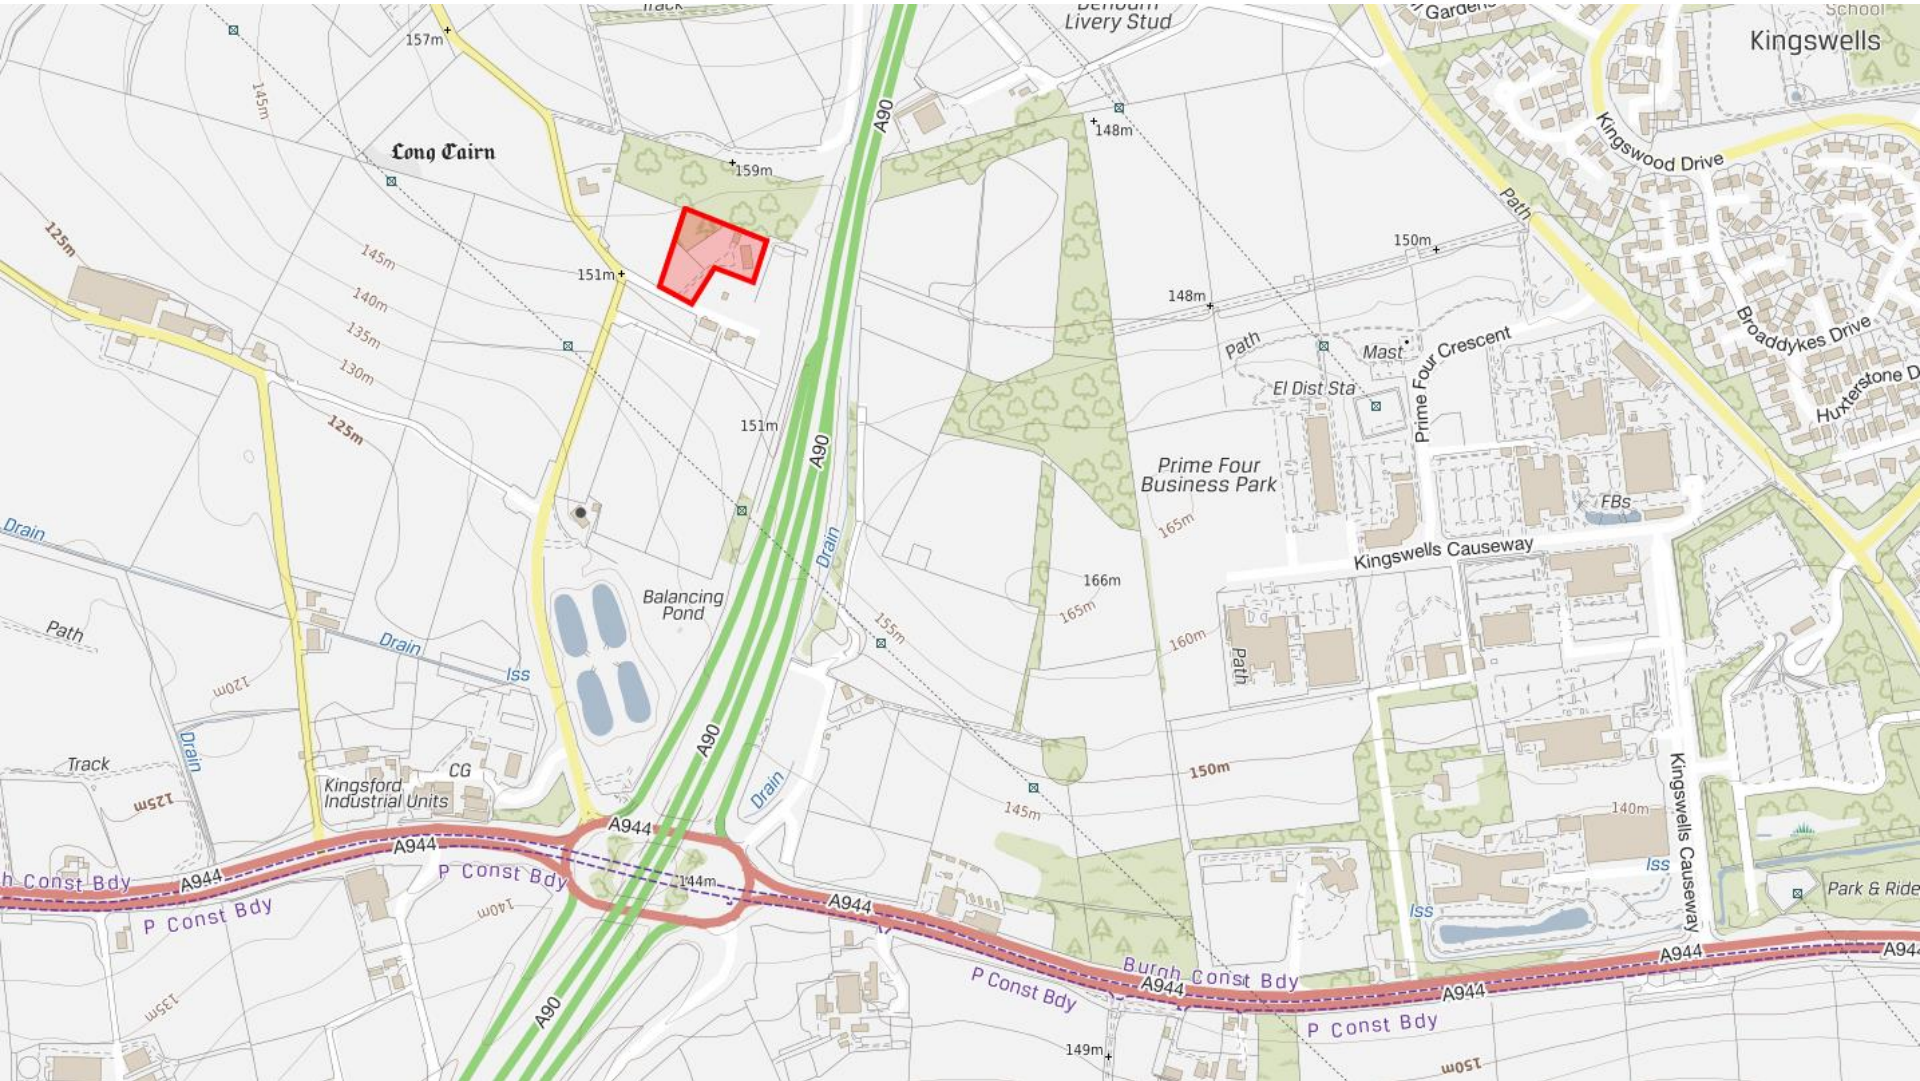 Track
Denburn
Livery Stud
Gardens
School
Kingswells
157m
145m
A90
148m
Long Cairn
159m
Kingswood Drive
Path
125m
145m
151m
150m
140m
148m
135m
Path
Mast
Prime Four Crescent
Broaddykes Drive
130m
El Dist Sta
Huxterstone D
125m
151m
A90
Prime Four
Business Park
165m
FBs
Drain
Drain
Kingswells Causeway
166m
Balancing
Pond
165m
155m
160m
Path
Drain
Path
Iss
120m
Drain
A90
Track
CG
150m
Kingsford
Industrial Units
Drain
125m
145m
140m
Kingswells Causeway
A944
A944
Iss
h Const Bdy
A944
P Const Bdy
144m
Park & Ride
P Const Bdy
140m
A944
Iss
A944
A944
Burgh Const Bdy
P Const Bdy
A944
A944
135m
A90
P Const Bdy
149m
150m